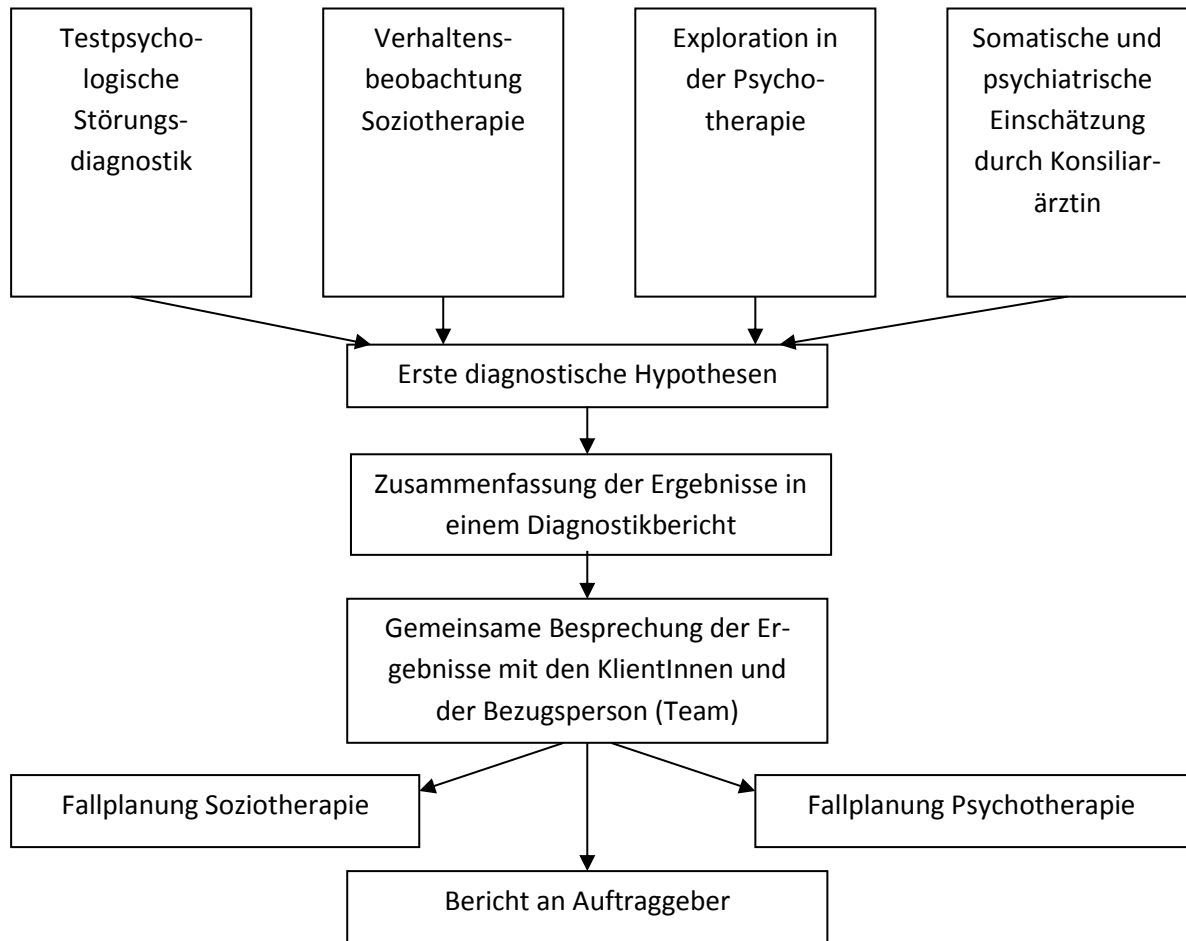 Testpsycho-
logische
Störungs-
diagnostik
Verhaltens-
beobachtung
Soziotherapie
Exploration in
der Psycho-
therapie
Somatische und
psychiatrische
Einschätzung
durch Konsiliar-
ärztin
Erste diagnostische Hypothesen
Zusammenfassung der Ergebnisse in
einem Diagnostikbericht
Gemeinsame Besprechung der Er-
gebnisse mit den KlientInnen und
der Bezugsperson (Team)
Fallplanung Soziotherapie
Fallplanung Psychotherapie
Bericht an Auftraggeber